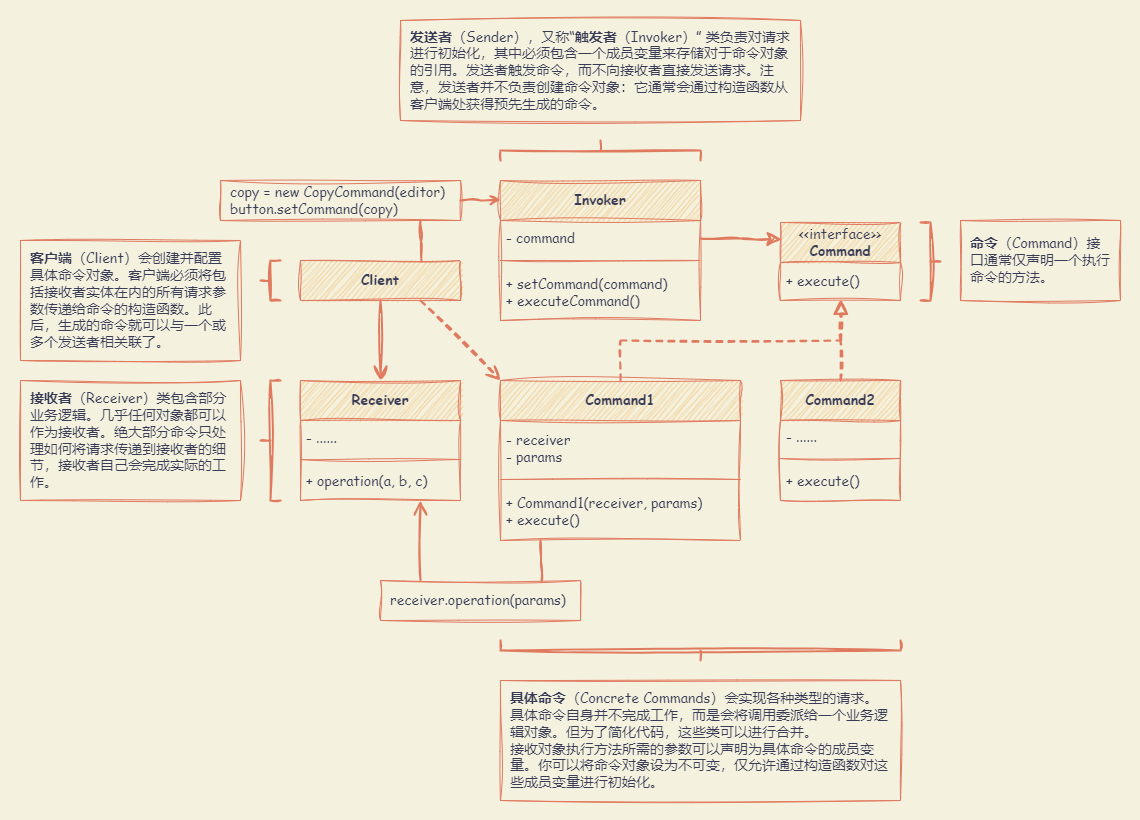 发送者（Sender），又称“触发者（Invoker）” 类负责对请求
进行初始化，其中必须包含一个成员变量来存储对于命令对象
的引用。发送者触发命令，而不向接收者直接发送请求。注
意，发送者并不负责创建命令对象：它通常会通过构造函数从
客户端处获得预先生成的命令。
copy = new CopyCommand(editor)
button.setCommand(copy)
Invoker
- command
+ setCommand(command)
+ executeCommand()
<<interface>>
Command
+ execute()
命令（Command）接
口通常仅声明一个执行
命令的方法。
客户端（Client）会创建并配置
具体命令对象。客户端必须将包
括接收者实体在内的所有请求参
数传递给命令的构造函数。此
后，生成的命令就可以与一个或
多个发送者相关联了。
Client
接收者（Receiver）类包含部分
业务逻辑。几乎任何对象都可以
作为接收者。绝大部分命令只处
理如何将请求传递到接收者的细
节，接收者自己会完成实际的工
作。
Receiver
- ......
+ operation(a, b, c)
Command1
- receiver
- params
+ Command1(receiver, params)
+ execute()
Command2
- ......
+ execute()
receiver.operation(params)
具体命令（Concrete Commands）会实现各种类型的请求。
具体命令自身并不完成工作，而是会将调用委派给一个业务逻
辑对象。但为了简化代码，这些类可以进行合并。
接收对象执行方法所需的参数可以声明为具体命令的成员变
量。你可以将命令对象设为不可变，仅允许通过构造函数对这
些成员变量进行初始化。